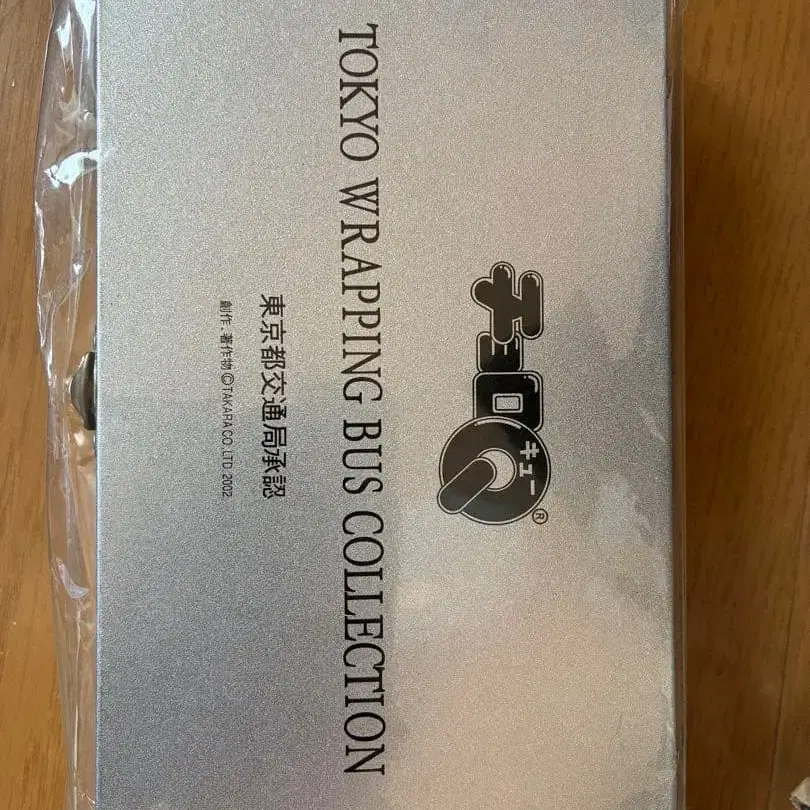 チョロQ
キュー
®
TOKYO WRAPPING BUS COLLECTION
東京都交通局承認
創作、著作物 ©TAKARA CO., LTD. 2002